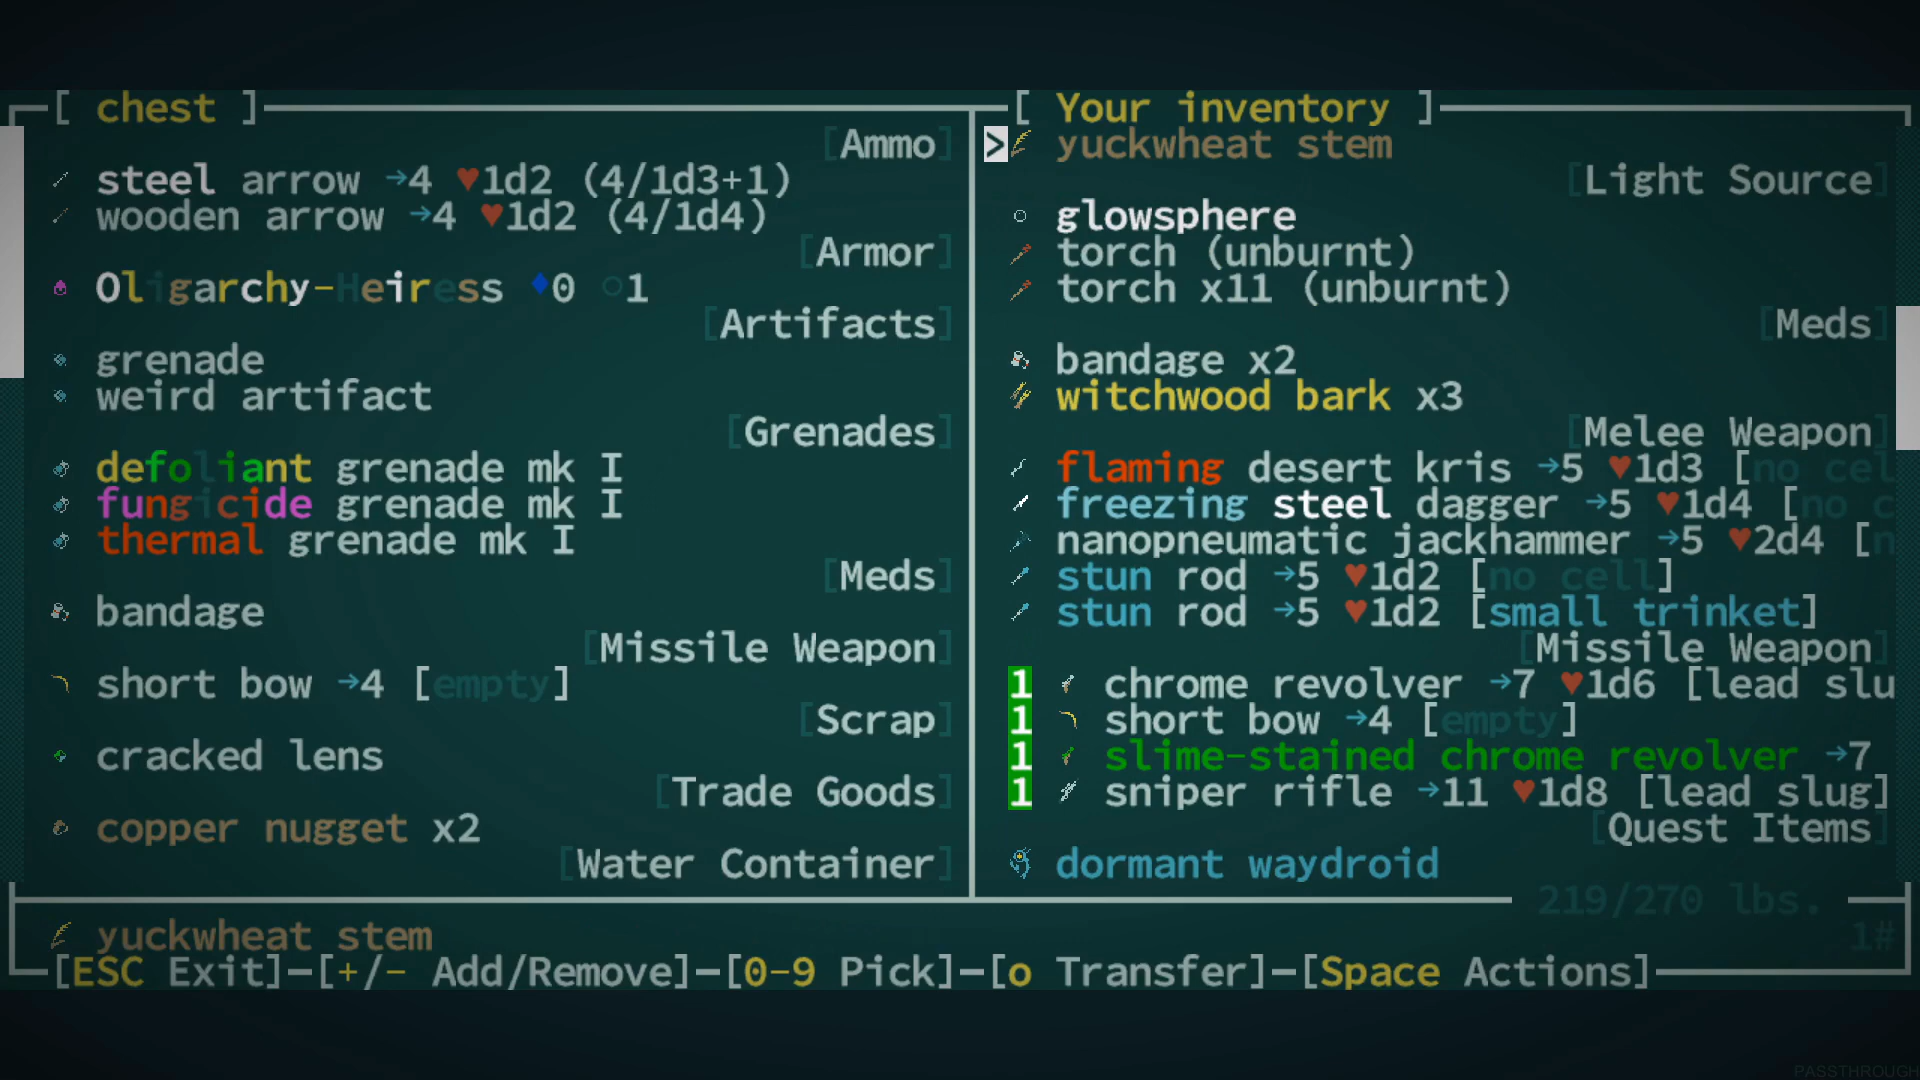 [ chest ]
[Ammo]
steel arrow →4 ♥1d2 (4/1d3+1)
wooden arrow →4 ♥1d2 (4/1d4)
[Armor]
Oligarchy-Heiress ♦0 ○1
[Artifacts]
grenade
weird artifact
[Grenades]
defoliant grenade mk I
fungicide grenade mk I
thermal grenade mk I
[Meds]
bandage
[Missile Weapon]
short bow →4 [empty]
[Scrap]
cracked lens
[Trade Goods]
copper nugget x2
[Water Container]
[ Your inventory ]
> yuckwheat stem
[Light Source]
glowsphere
torch (unburnt)
torch x11 (unburnt)
[Meds]
bandage x2
witchwood bark x3
[Melee Weapon]
flaming desert kris →5 ♥1d3 [no cel
freezing steel dagger →5 ♥1d4 [no c
nanopneumatic jackhammer →5 ♥2d4 [n
stun rod →5 ♥1d2 [no cell]
stun rod →5 ♥1d2 [small trinket]
[Missile Weapon]
1 chrome revolver →7 ♥1d6 [lead slu
1 short bow →4 [empty]
1 slime-stained chrome revolver →7
1 sniper rifle →11 ♥1d8 [lead slug]
[Quest Items]
dormant waydroid
219/270 lbs.
yuckwheat stem
1#
[ESC Exit]-[+/- Add/Remove]-[0-9 Pick]-[o Transfer]-[Space Actions]
PASSTHROUGH